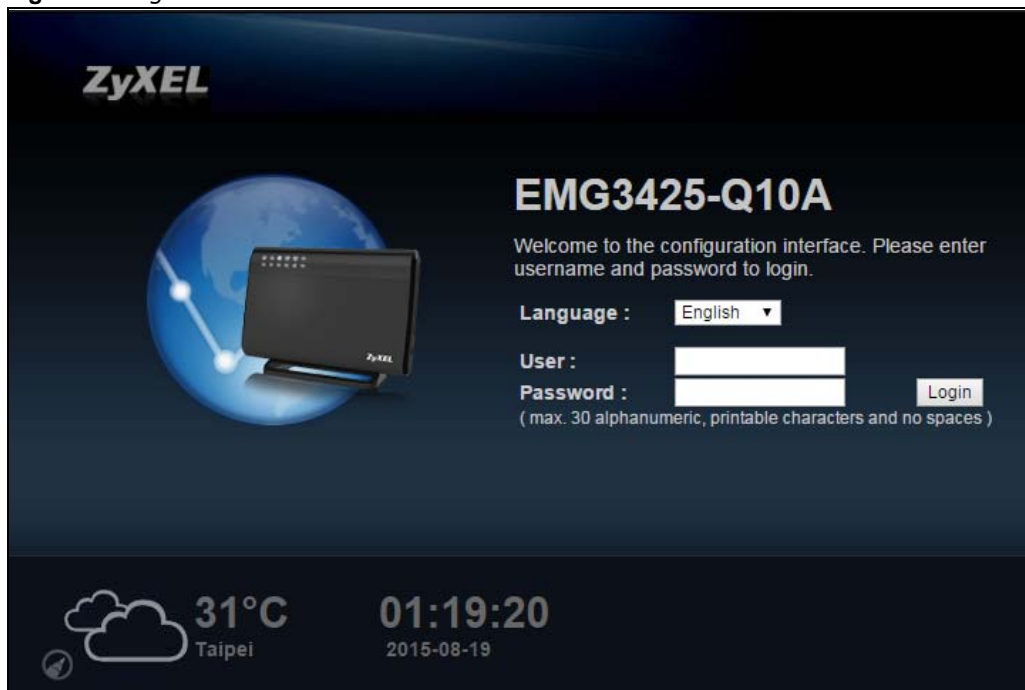 ZyXEL
EMG3425-Q10A
Welcome to the configuration interface. Please enter
username and password to login.
Language : English ▼
User :
Password : Login
( max. 30 alphanumeric, printable characters and no spaces )
ZyXEL
31°C 01:19:20
Taipei 2015-08-19